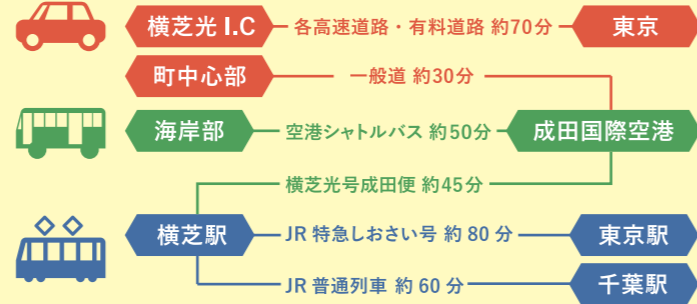 横芝光 I.C 各高速道路・有料道路 約70分 東京
町中心部 一般道 約30分
海岸部 空港シャトルバス 約50分 成田国際空港
横芝光号成田便 約45分
横芝駅 JR 特急しおさい号 約 80 分 東京駅
JR 普通列車 約 60 分 千葉駅